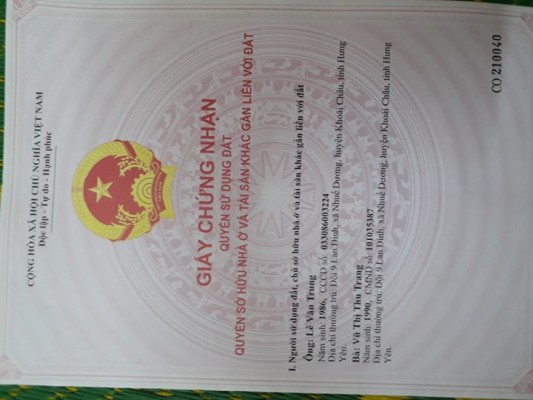 CỘNG HÒA XÃ HỘI CHỦ NGHĨA VIỆT NAM
Độc lập - Tự do - Hạnh phúc
GIẤY CHỨNG NHẬN
QUYỀN SỬ DỤNG ĐẤT
QUYỀN SỞ HỮU NHÀ Ở VÀ TÀI SẢN KHÁC GẮN LIỀN VỚI ĐẤT
I. Người sử dụng đất, chủ sở hữu nhà ở và tài sản khác gắn liền với đất
Ông: Lê Văn Trung
Năm sinh: 1986, CCCD số: 033086003224
Địa chỉ thường trú: Đội 9 Lan Đình, xã Nhuế Dương, huyện Khoái Châu, tỉnh Hưng
Yên.
Bà: Vũ Thị Thu Trang
Năm sinh: 1990, CMND số: 101035387
Địa chỉ thường trú: Đội 9 Lan Đình, xã Nhuế Dương, huyện Khoái Châu, tỉnh Hưng
Yên.
CO 210040